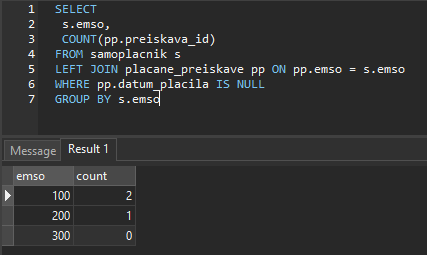 1 SELECT
2 s.emso,
3 COUNT(pp.preiskava_id)
4 FROM samoplacnik s
5 LEFT JOIN placane_preiskave pp ON pp.emso = s.emso
6 WHERE pp.datum_placila IS NULL
7 GROUP BY s.emso
Message Result 1
emso count
100 2
200 1
300 0